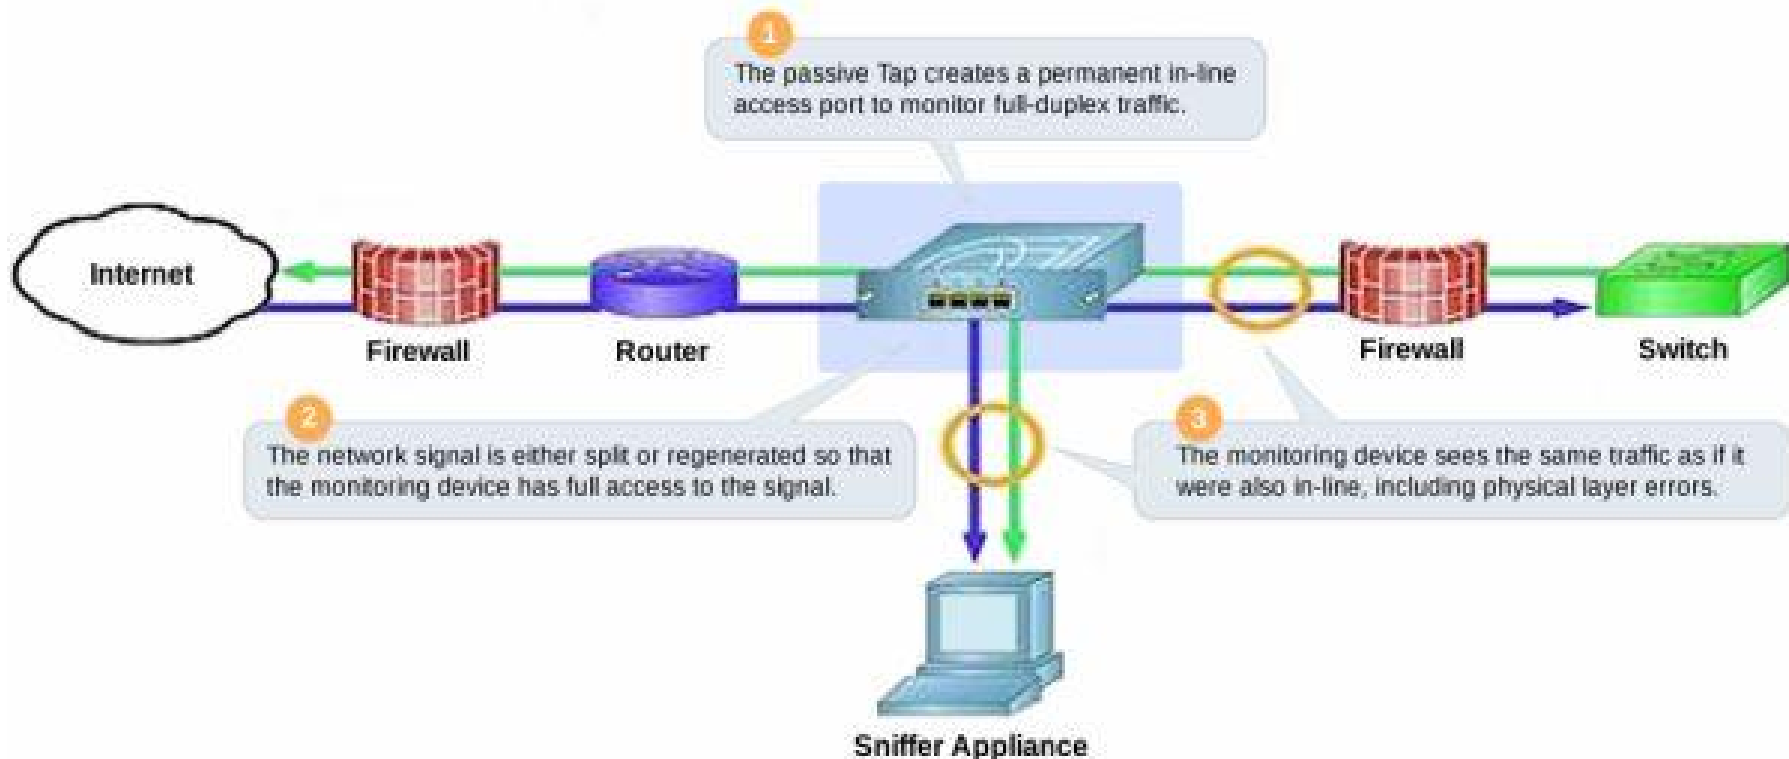 1
The passive Tap creates a permanent in-line
access port to monitor full-duplex traffic.
Internet
Firewall
Router
Firewall
Switch
2
The network signal is either split or regenerated so that
the monitoring device has full access to the signal.
3
The monitoring device sees the same traffic as if it
were also in-line, including physical layer errors.
Sniffer Appliance